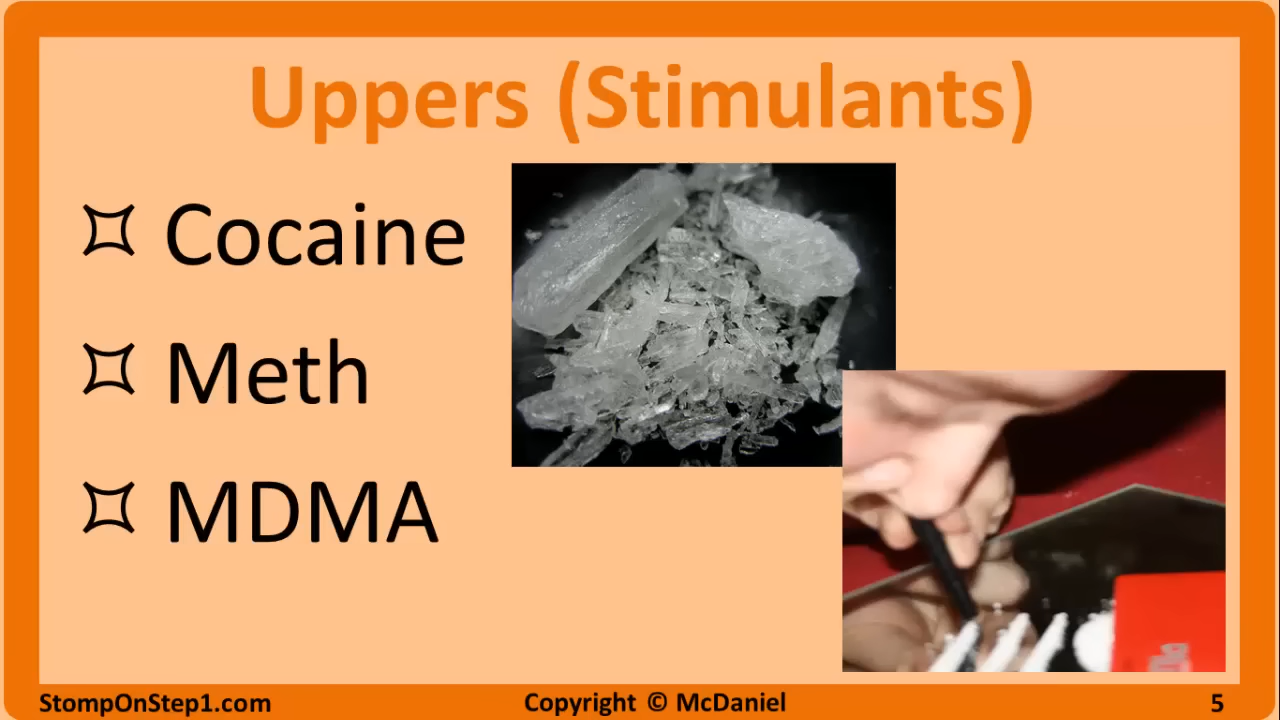 Uppers (Stimulants)
Cocaine
Meth
MDMA
StompOnStep1.com
Copyright © McDaniel
5